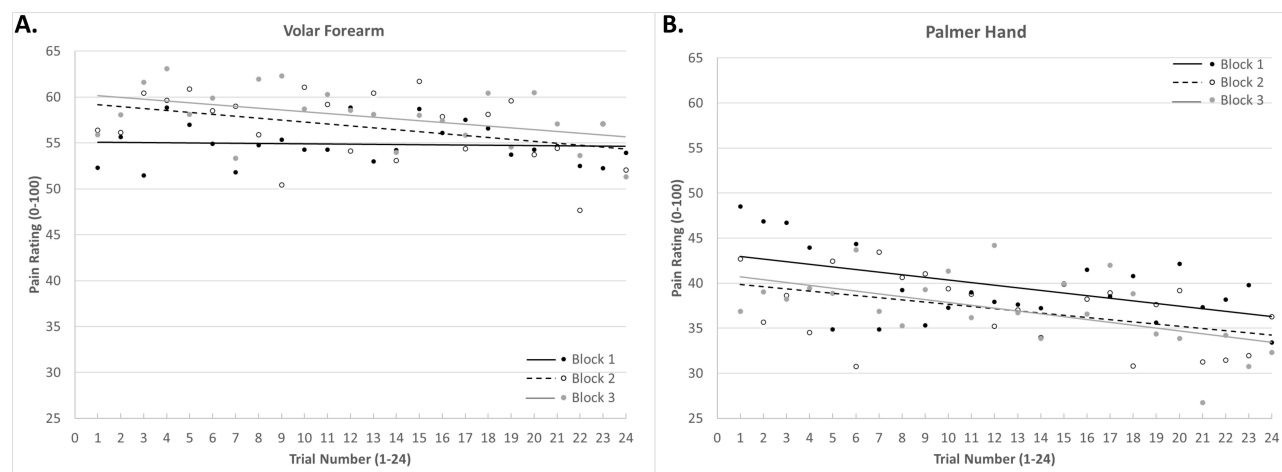 A.
Volar Forearm
Pain Rating (0-100)
65
60
55
50
45
40
35
30
25
Block 1
Block 2
Block 3
0 1 2 3 4 5 6 7 8 9 10 11 12 13 14 15 16 17 18 19 20 21 22 23 24
Trial Number (1-24)
B.
Palmer Hand
Pain Rating (0-100)
65
60
55
50
45
40
35
30
25
Block 1
Block 2
Block 3
0 1 2 3 4 5 6 7 8 9 10 11 12 13 14 15 16 17 18 19 20 21 22 23 24
Trial Number (1-24)